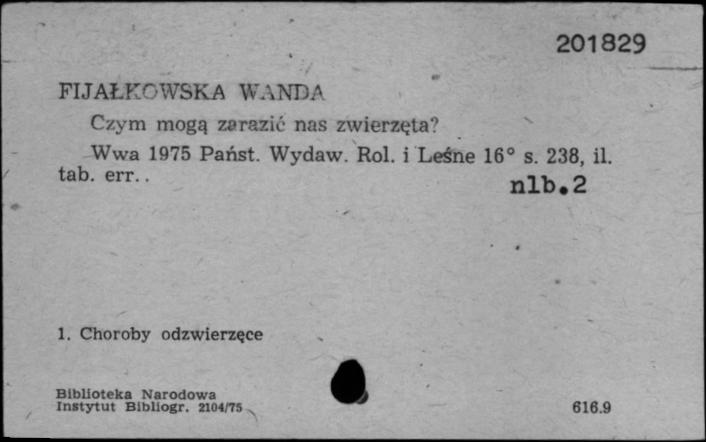 201829
FIJAŁKOWSKA WANDA
Czym mogą zarazić nas zwierzęta?
Wwa 1975 Państ. Wydaw. Rol. i Leśne 16° s. 238, il.
tab. err..
nlb.2
1. Choroby odzwierzęce
Biblioteka Narodowa
Instytut Bibliogr. 2104/75
616.9